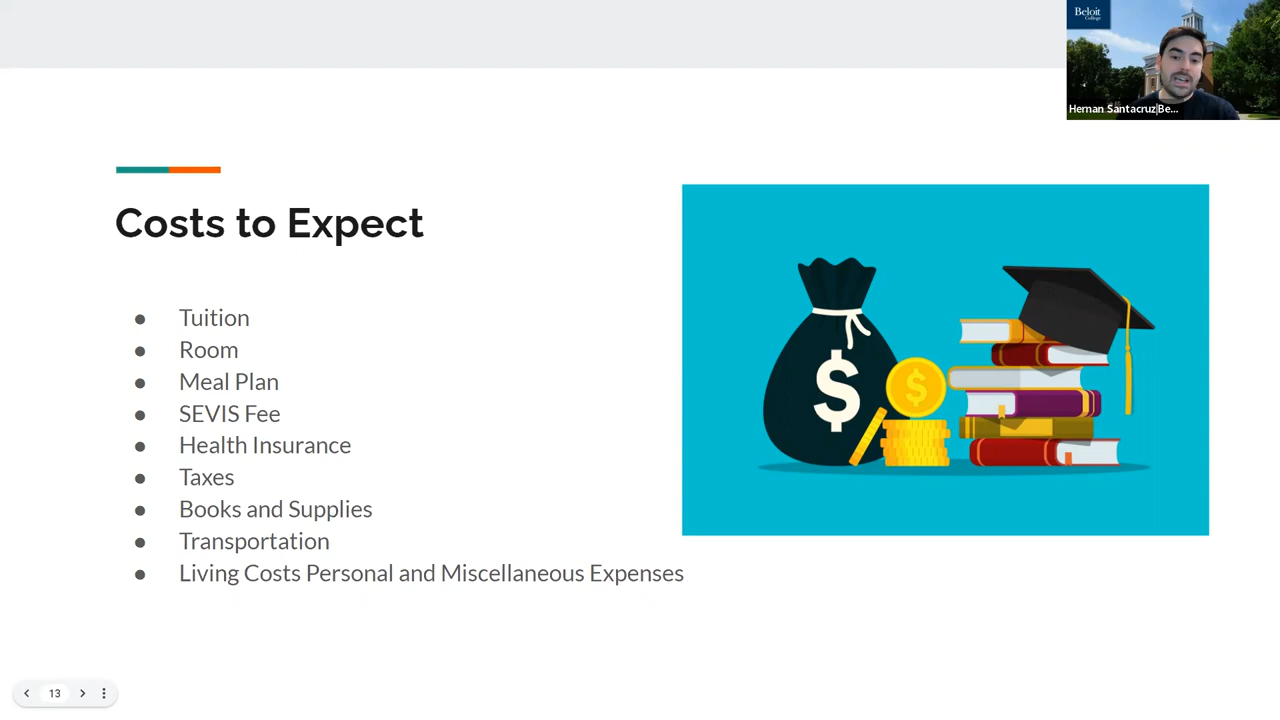 Beloit
College
Hernan Santacruz|Be...
Costs to Expect
● Tuition
● Room
● Meal Plan
● SEVIS Fee
● Health Insurance
● Taxes
● Books and Supplies
● Transportation
● Living Costs Personal and Miscellaneous Expenses
$
$
13